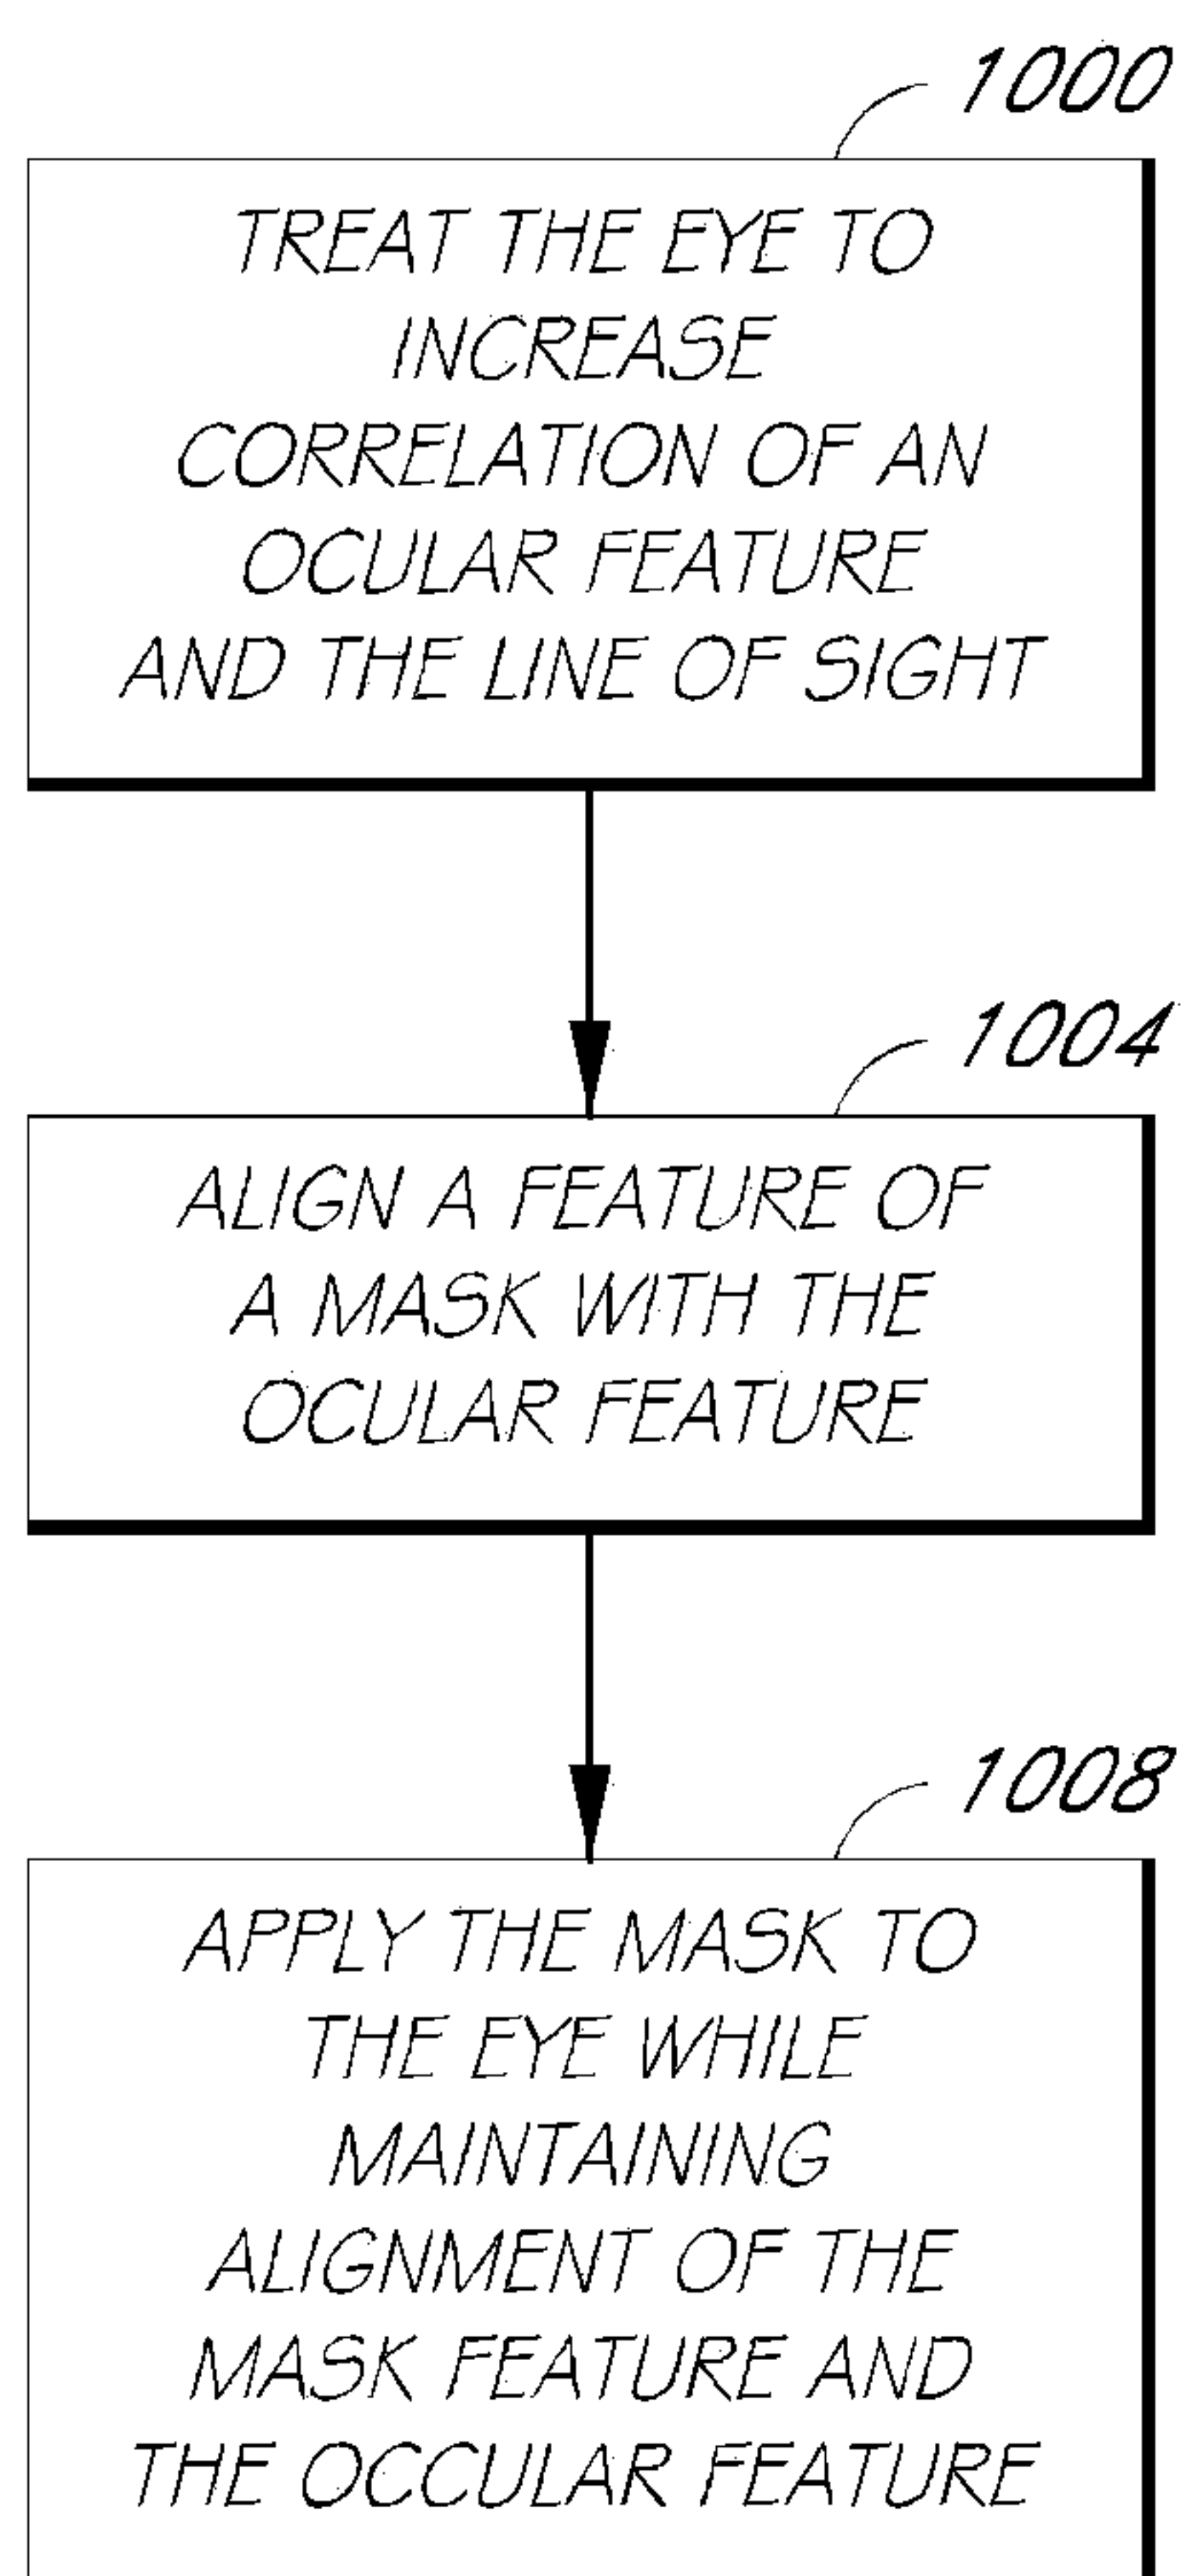 1000
TREAT THE EYE TO
INCREASE
CORRELATION OF AN
OCULAR FEATURE
AND THE LINE OF SIGHT
1004
ALIGN A FEATURE OF
A MASK WITH THE
OCULAR FEATURE
1008
APPLY THE MASK TO
THE EYE WHILE
MAINTAINING
ALIGNMENT OF THE
MASK FEATURE AND
THE OCCULAR FEATURE